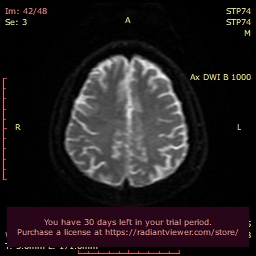 Im: 42/48
Se: 3
A
STP74
STP74
M
Ax DWI B 1000
R
L
You have 30 days left in your trial period.
Purchase a license at https://radiantviewer.com/store/